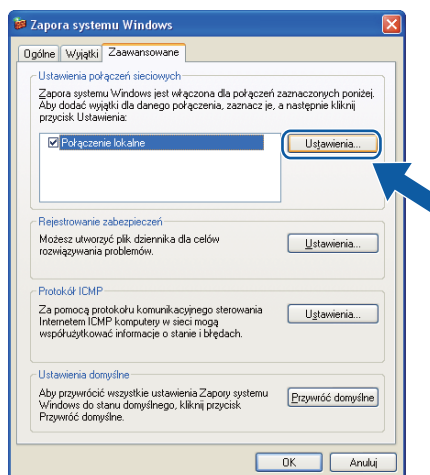 Zapora systemu Windows
Ogólne Wyjątki Zaawansowane
Ustawienia połączeń sieciowych
Zapora systemu Windows jest włączona dla połączeń zaznaczonych poniżej.
Aby dodać wyjątki dla danego połączenia, zaznacz je, a następnie kliknij
przycisk Ustawienia:
Połączenie lokalne
Ustawienia...
Rejestrowanie zabezpieczeń
Możesz utworzyć plik dziennika dla celów
rozwiązywania problemów.
Ustawienia...
Protokół ICMP
Za pomocą protokołu komunikacyjnego sterowania
Internetem ICMP komputery w sieci mogą
współużytkować informacje o stanie i błędach.
Ustawienia...
Ustawienia domyślne
Aby przywrócić wszystkie ustawienia Zapory systemu
Windows do stanu domyślnego, kliknij przycisk
Przywróć domyślne.
Przywróć domyślne
OK Anuluj